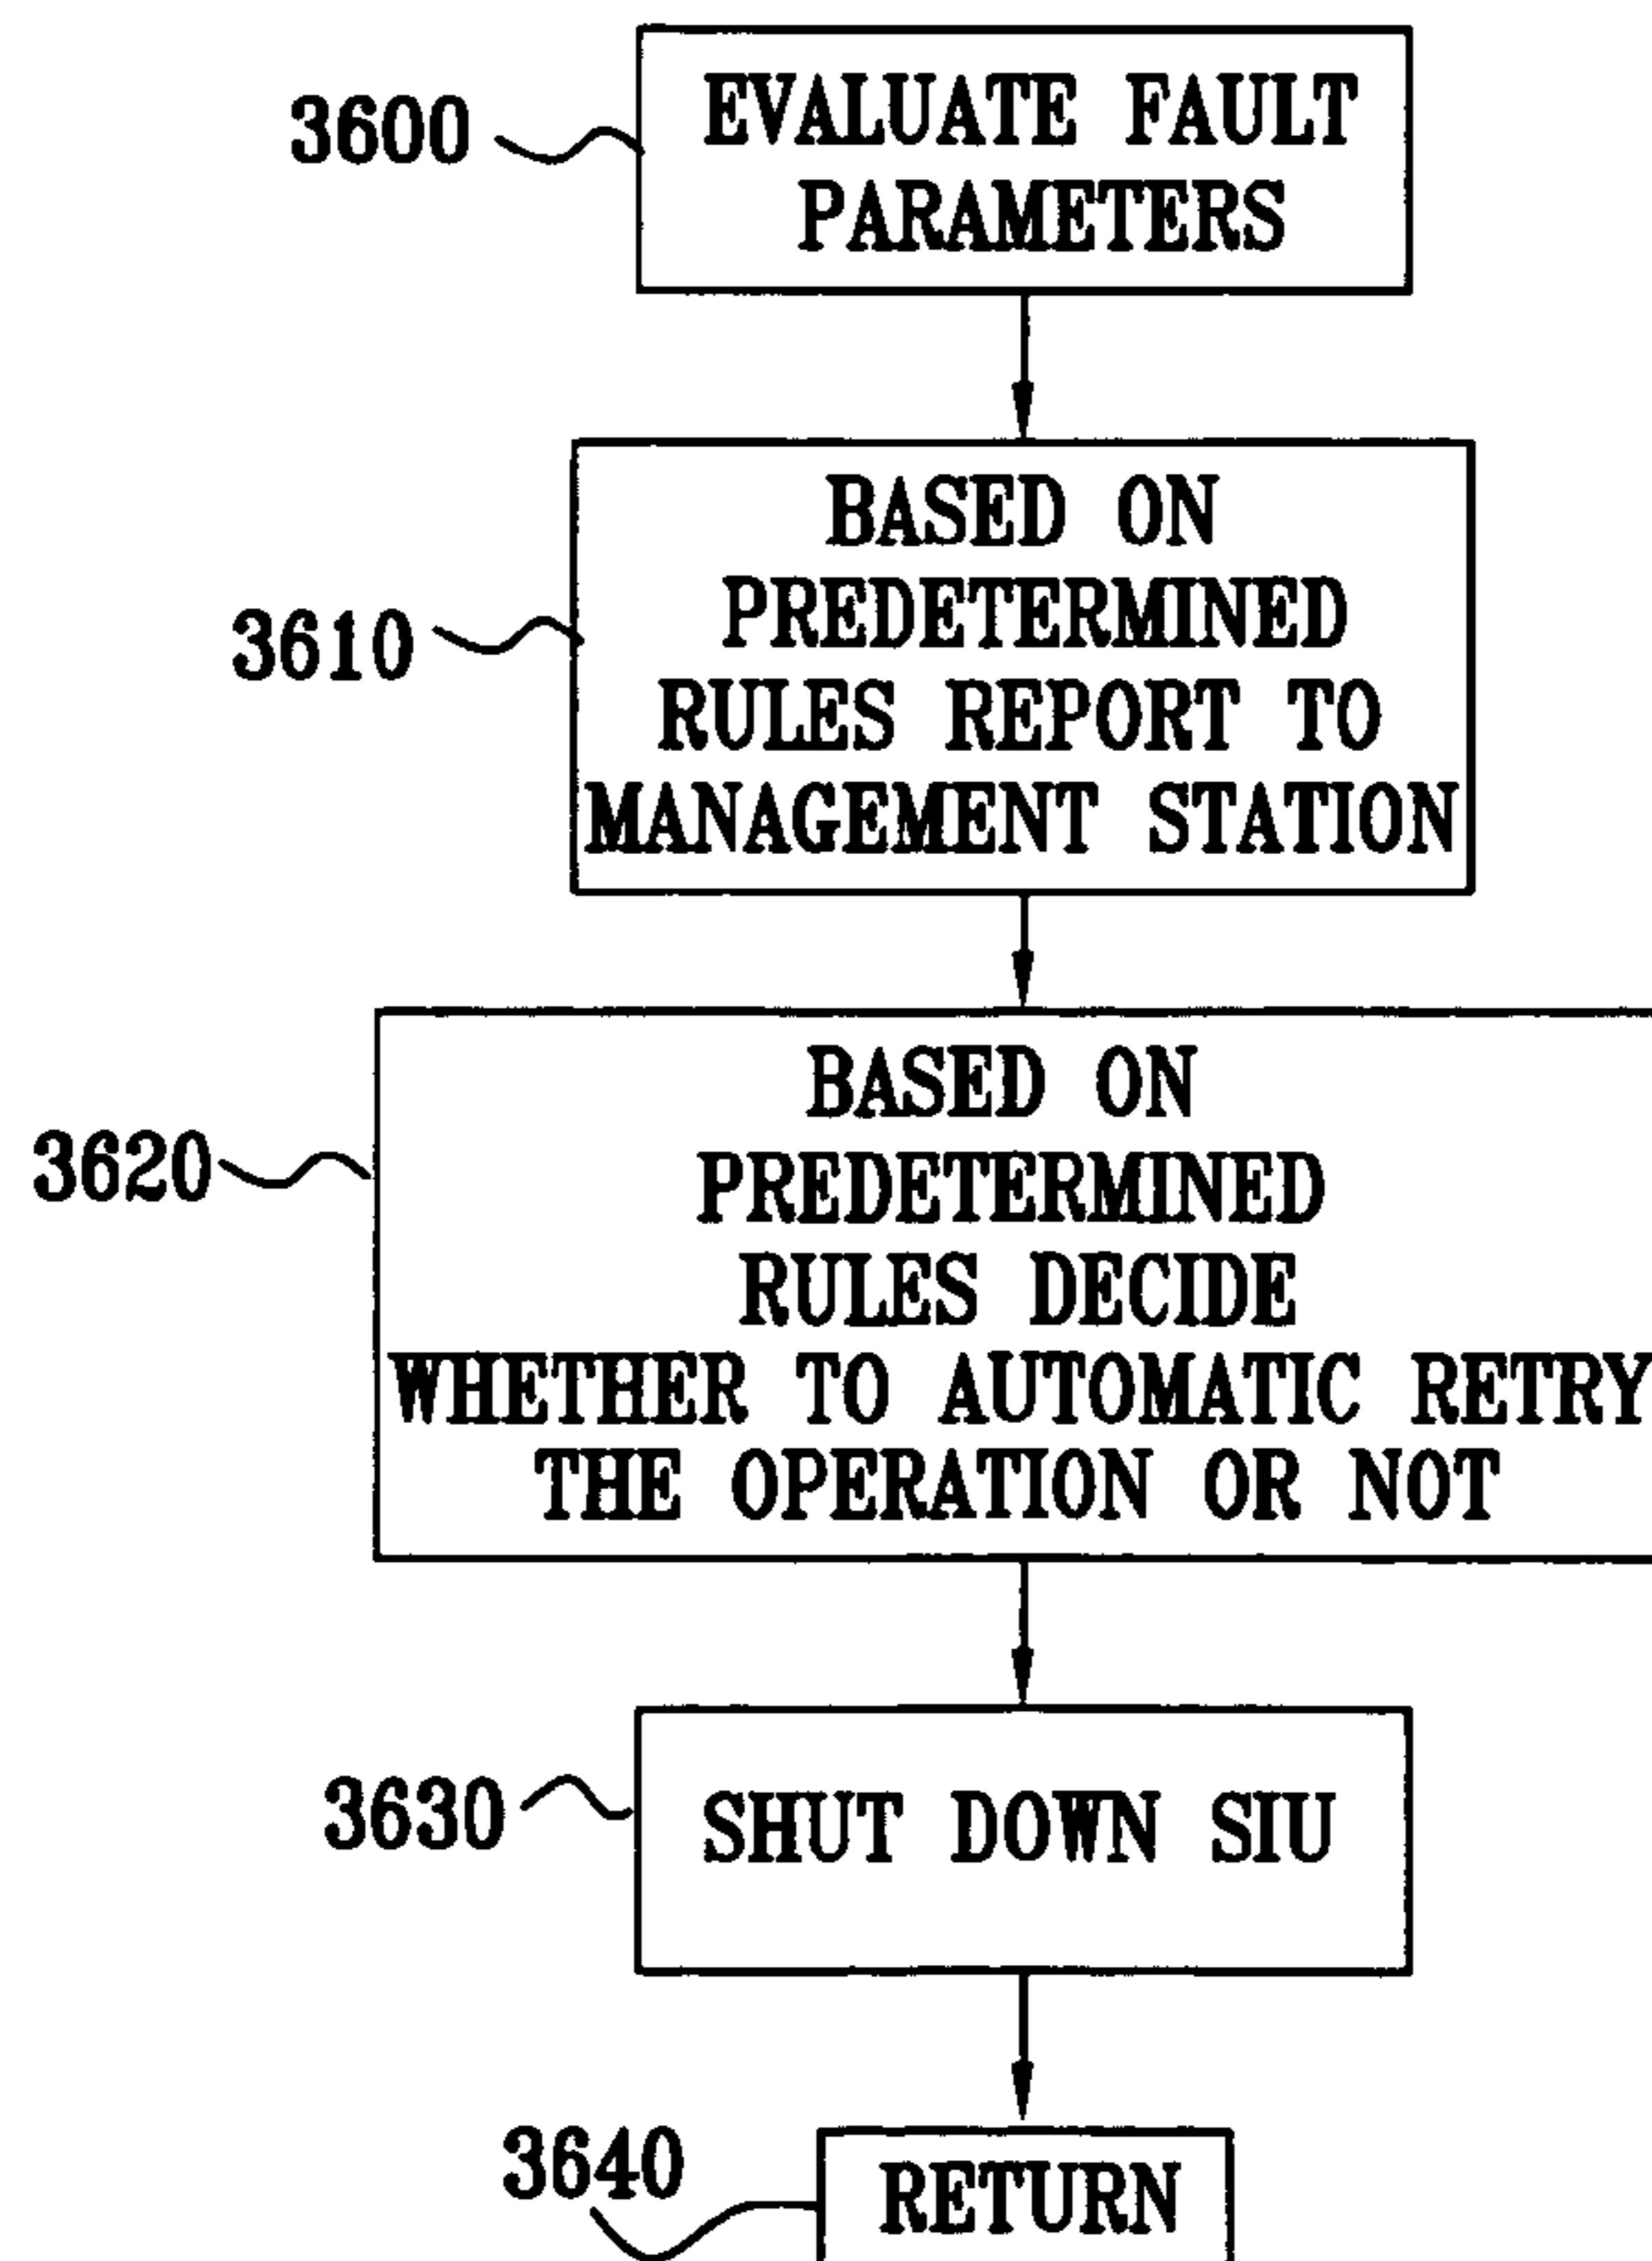 3600
EVALUATE FAULT
PARAMETERS
3610
BASED ON
PREDETERMINED
RULES REPORT TO
MANAGEMENT STATION
3620
BASED ON
PREDETERMINED
RULES DECIDE
WHETHER TO AUTOMATIC RETRY
THE OPERATION OR NOT
3630
SHUT DOWN SIU
3640
RETURN